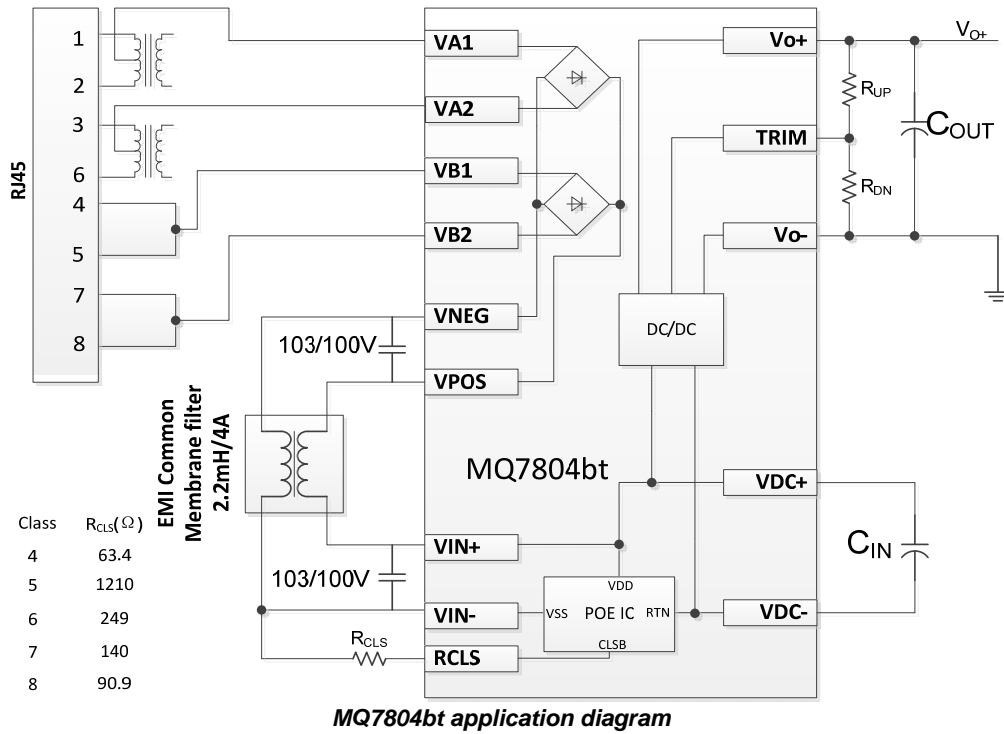 RJ45
1
2
3
6
4
5
7
8
VA1
VA2
VB1
VB2
VNEG
VPOS
VIN+
VIN-
RCLS
103/100V
103/100V
EMI Common
Membrane filter
2.2mH/4A
RCLS
Class RCLS(Ω)
4 63.4
5 1210
6 249
7 140
8 90.9
MQ7804bt
DC/DC
VDD
VSS POE IC RTN
CLSB
Vo+
TRIM
Vo-
VDC+
VDC-
VO+
RUP
RDN
COUT
CIN
MQ7804bt application diagram